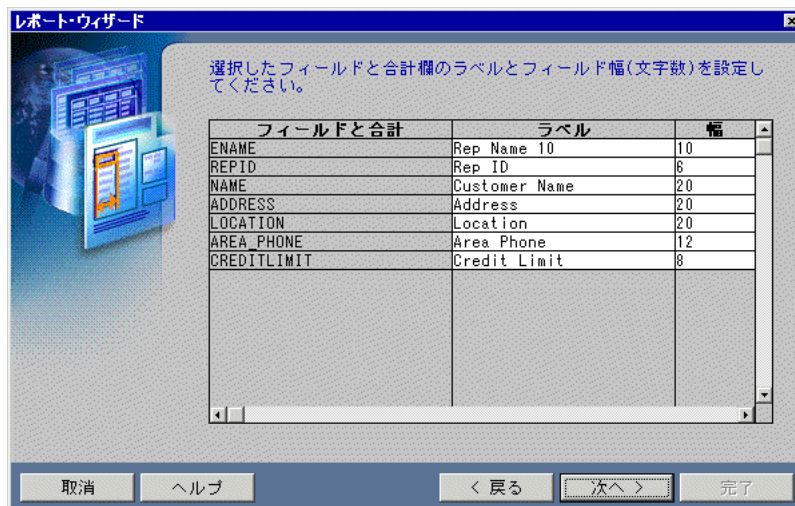 レポート・ウィザード
選択したフィールドと合計欄のラベルとフィールド幅(文字数)を設定し
てください。
フィールドと合計 ラベル 幅
ENAME Rep Name 10 10
REPID Rep ID 6
NAME Customer Name 20
ADDRESS Address 20
LOCATION Location 20
AREA_PHONE Area Phone 12
CREDITLIMIT Credit Limit 8
取消 ヘルプ < 戻る 次へ > 完了